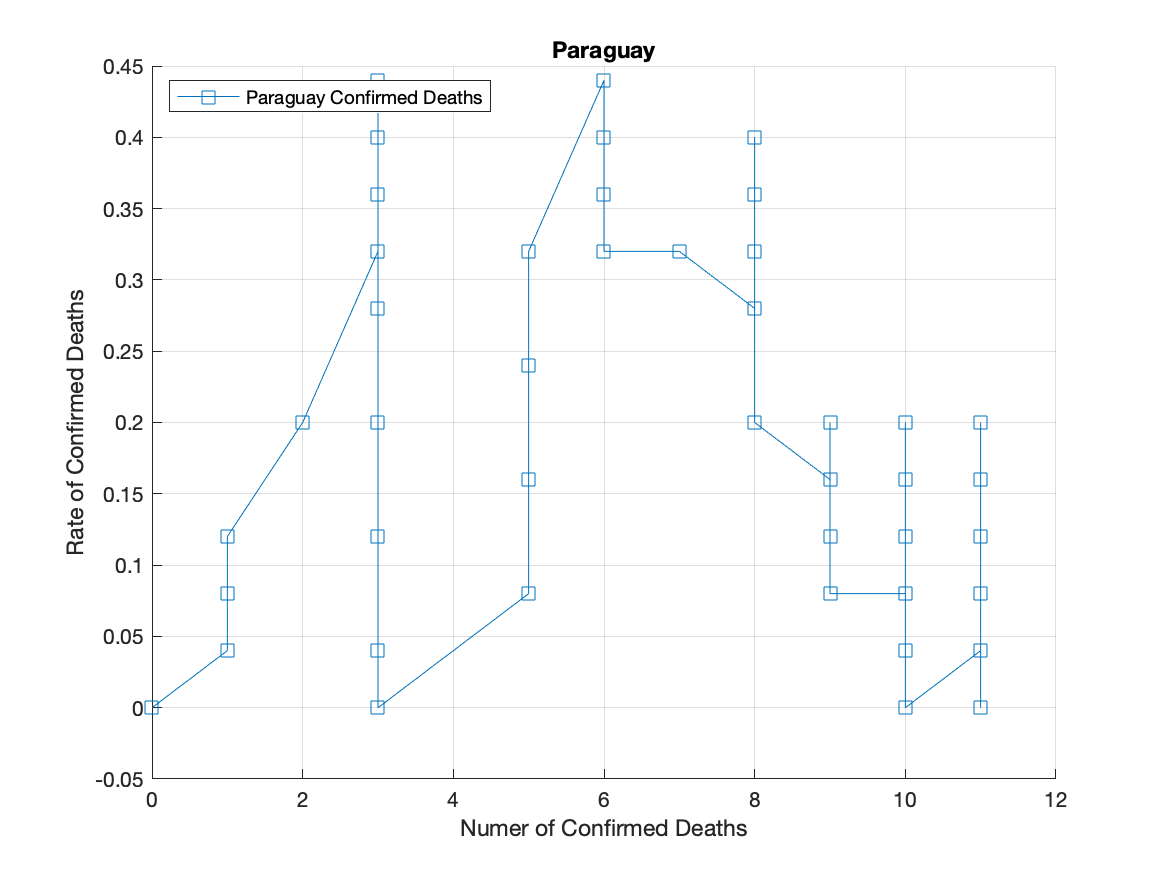 Paraguay
Paraguay Confirmed Deaths
0.45
0.4
0.35
0.3
0.25
0.2
0.15
0.1
0.05
0
-0.05
Rate of Confirmed Deaths
0 2 4 6 8 10 12
Numer of Confirmed Deaths